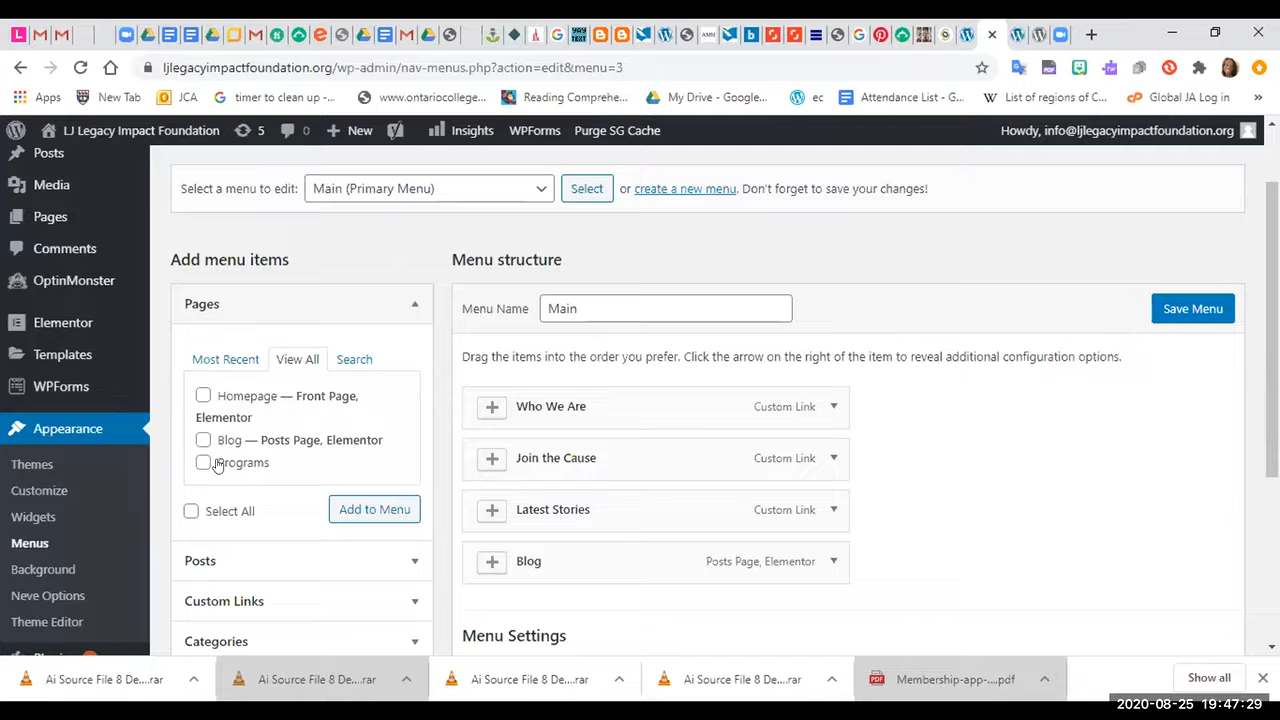 ljlegacyimpactfoundation.org/wp-admin/nav-menus.php?action=edit&menu=3
Apps
New Tab
JCA
timer to clean up -...
www.ontariocollege...
Reading Comprehe...
My Drive - Google...
ec
Attendance List - G...
List of regions of C...
Global JA Log in
»
LJ Legacy Impact Foundation
5
0
New
Insights
WPForms
Purge SG Cache
Howdy, info@ljlegacyimpactfoundation.org
Posts
Media
Pages
Comments
OptinMonster
Elementor
Templates
WPForms
Appearance
Themes
Customize
Widgets
Menus
Background
Neve Options
Theme Editor
Select a menu to edit:
Main (Primary Menu)
Select
or create a new menu. Don't forget to save your changes!
Add menu items
Pages
Most Recent
View All
Search
Homepage — Front Page,
Elementor
Blog — Posts Page, Elementor
Programs
Select All
Add to Menu
Posts
Custom Links
Categories
Menu structure
Menu Name
Main
Save Menu
Drag the items into the order you prefer. Click the arrow on the right of the item to reveal additional configuration options.
Who We Are
Custom Link
Join the Cause
Custom Link
Latest Stories
Custom Link
Blog
Posts Page, Elementor
Menu Settings
Ai Source File 8 De....rar
Ai Source File 8 De....rar
Ai Source File 8 De....rar
Ai Source File 8 De....rar
Membership-app-....pdf
Show all
2020-08-25 19:47:29